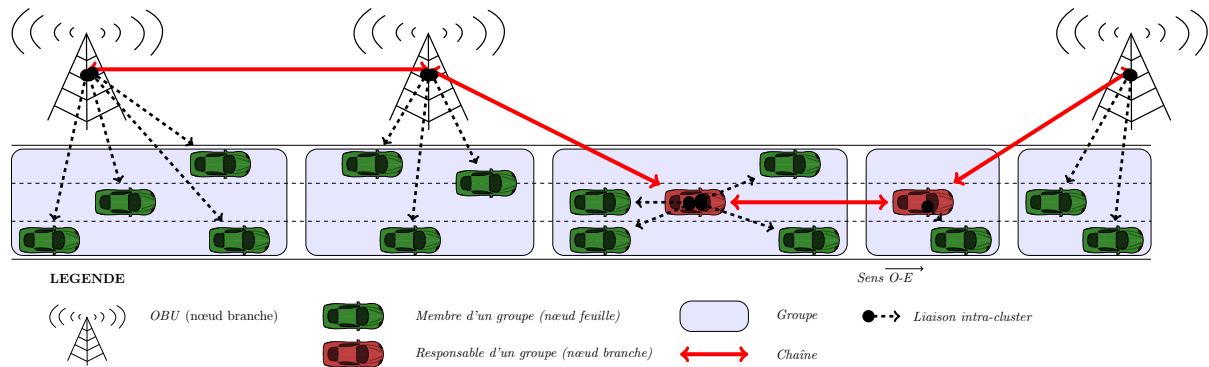 LEGENDE
Sens O-E
OBU (nœud branche)
Membre d'un groupe (nœud feuille)
Groupe
Liaison intra-cluster
Responsable d'un groupe (nœud branche)
Chaîne